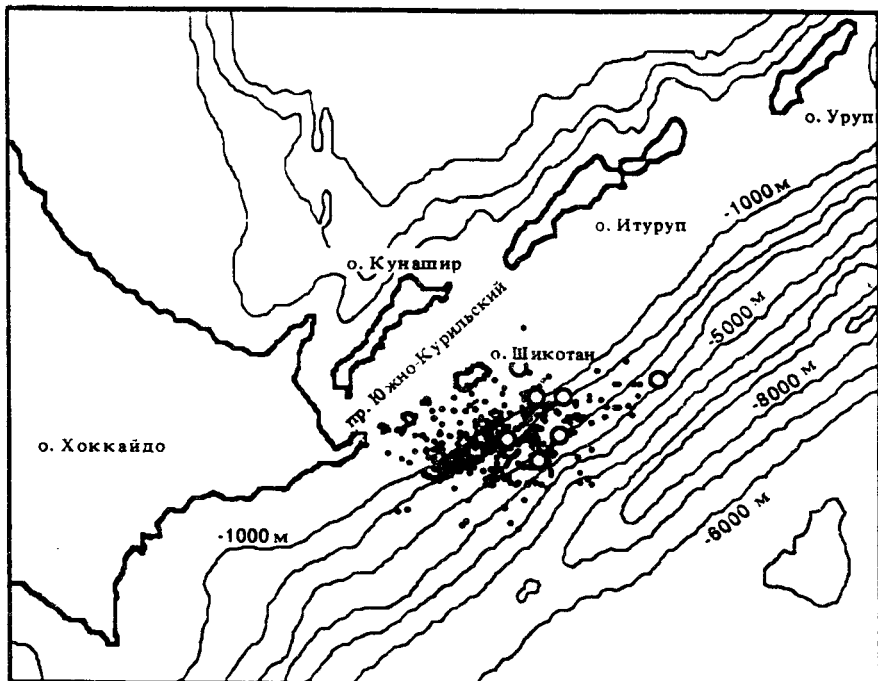 о. Уруп
-1000 м
о. Итуруп
о. Кунашир
пр. Южно-Курильский
-5000 м
о. Шикотан
-8000 м
о. Хоккайдо
-1000 м
-6000 м